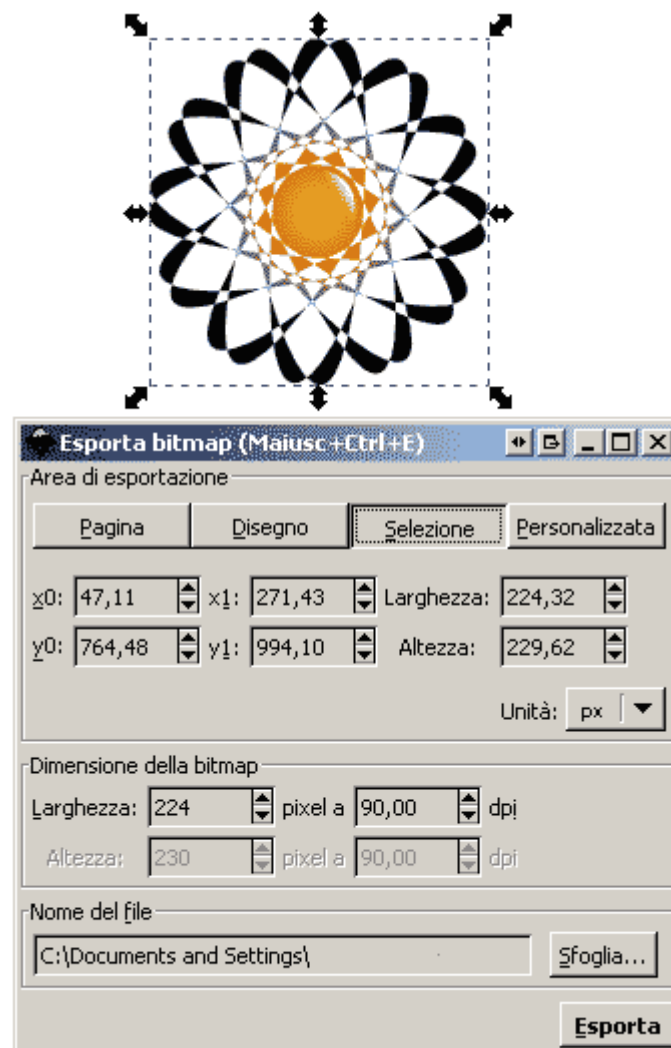 Esporta bitmap (Maiusc+Ctrl+E)
Area di esportazione
Pagina Disegno Selezione Personalizzata
x0: 47,11 x1: 271,43 Larghezza: 224,32
y0: 764,48 y1: 994,10 Altezza: 229,62
Unità: px
Dimensione della bitmap
Larghezza: 224 pixel a 90,00 dpi
Altezza: 230 pixel a 90,00 dpi
Nome del file
C:\Documents and Settings\ Sfoglia...
Esporta